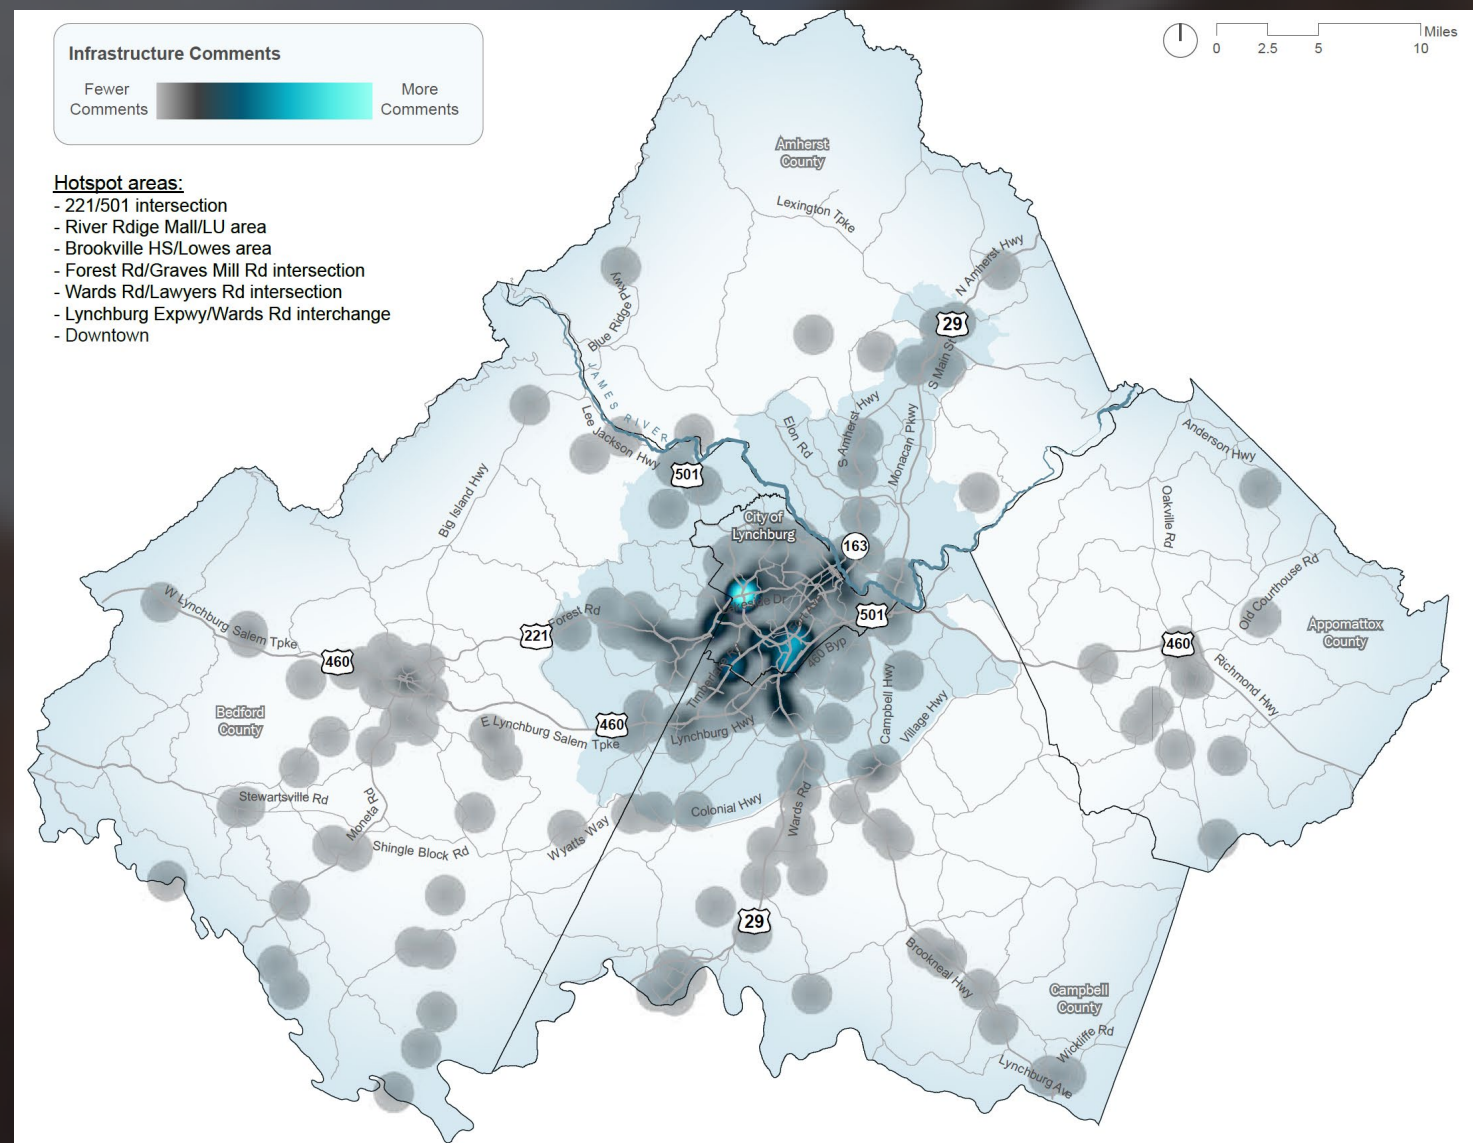 Infrastructure Comments
Fewer
Comments
More
Comments
Hotspot areas:
- 221/501 intersection
- River Rdige Mall/LU area
- Brookville HS/Lowes area
- Forest Rd/Graves Mill Rd intersection
- Wards Rd/Lawyers Rd intersection
- Lynchburg Expwy/Wards Rd interchange
- Downtown
Miles
0 2.5 5 10
Amherst
County
Lexington Tpke
N Amherst Hwy
Blue Ridge Pkwy
29
S Main St
JAMES RIVER
Lee Jackson Hwy
Elon Rd
S Amherst Hwy
Monacan Pkwy
Anderson Hwy
501
Big Island Hwy
Oakville Rd
City of
Lynchburg
163
W Lynchburg Salem Tpke
Forest Rd
221
501
Old Courthouse Rd
Appomattox
County
460
460
460 Byp
Richmond Hwy
Campbell Hwy
Village Hwy
Bedford
County
E Lynchburg Salem Tpke
460
Lynchburg Hwy
Stewartsville Rd
Moneta Rd
Colonial Hwy
Wards Rd
Wyatts Way
Shingle Block Rd
29
Brookneal Hwy
Campbell
County
Wickliffe Rd
Lynchburg Ave